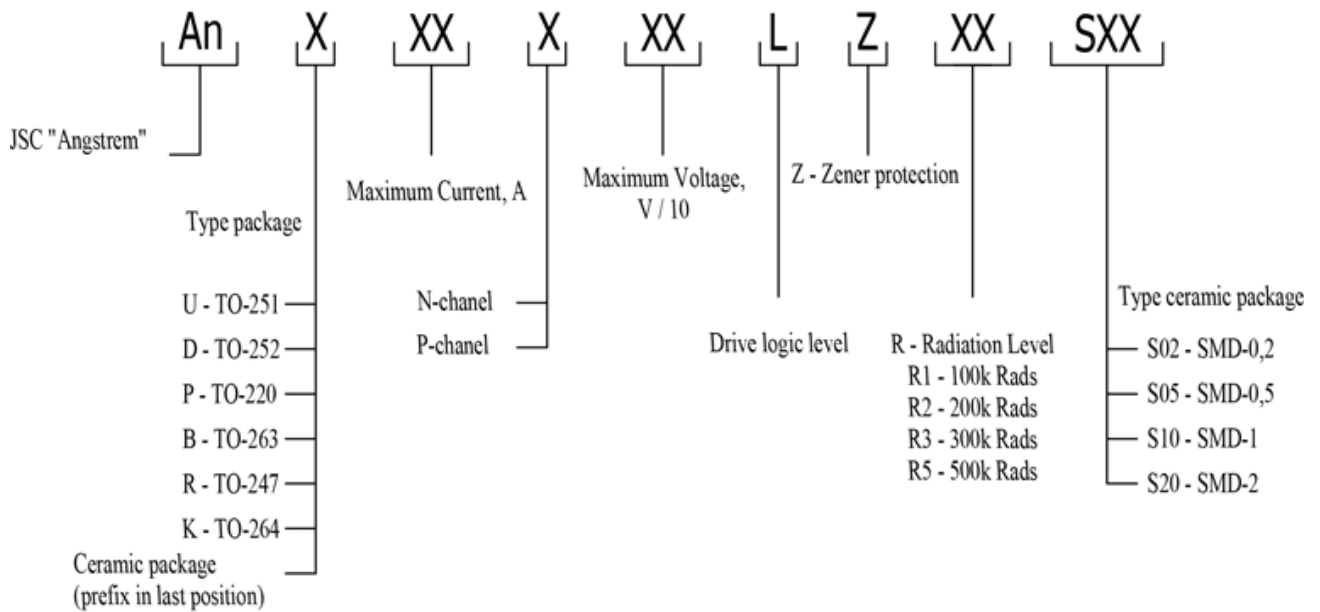 An X XX X XX L Z XX SXX
JSC "Angstrem"
Type package
U - TO-251
D - TO-252
P - TO-220
B - TO-263
R - TO-247
K - TO-264
Ceramic package
(prefix in last position)
Maximum Current, A
N-chanel
P-chanel
Maximum Voltage,
V / 10
Drive logic level
Z - Zener protection
R - Radiation Level
R1 - 100k Rads
R2 - 200k Rads
R3 - 300k Rads
R5 - 500k Rads
Type ceramic package
S02 - SMD-0,2
S05 - SMD-0,5
S10 - SMD-1
S20 - SMD-2